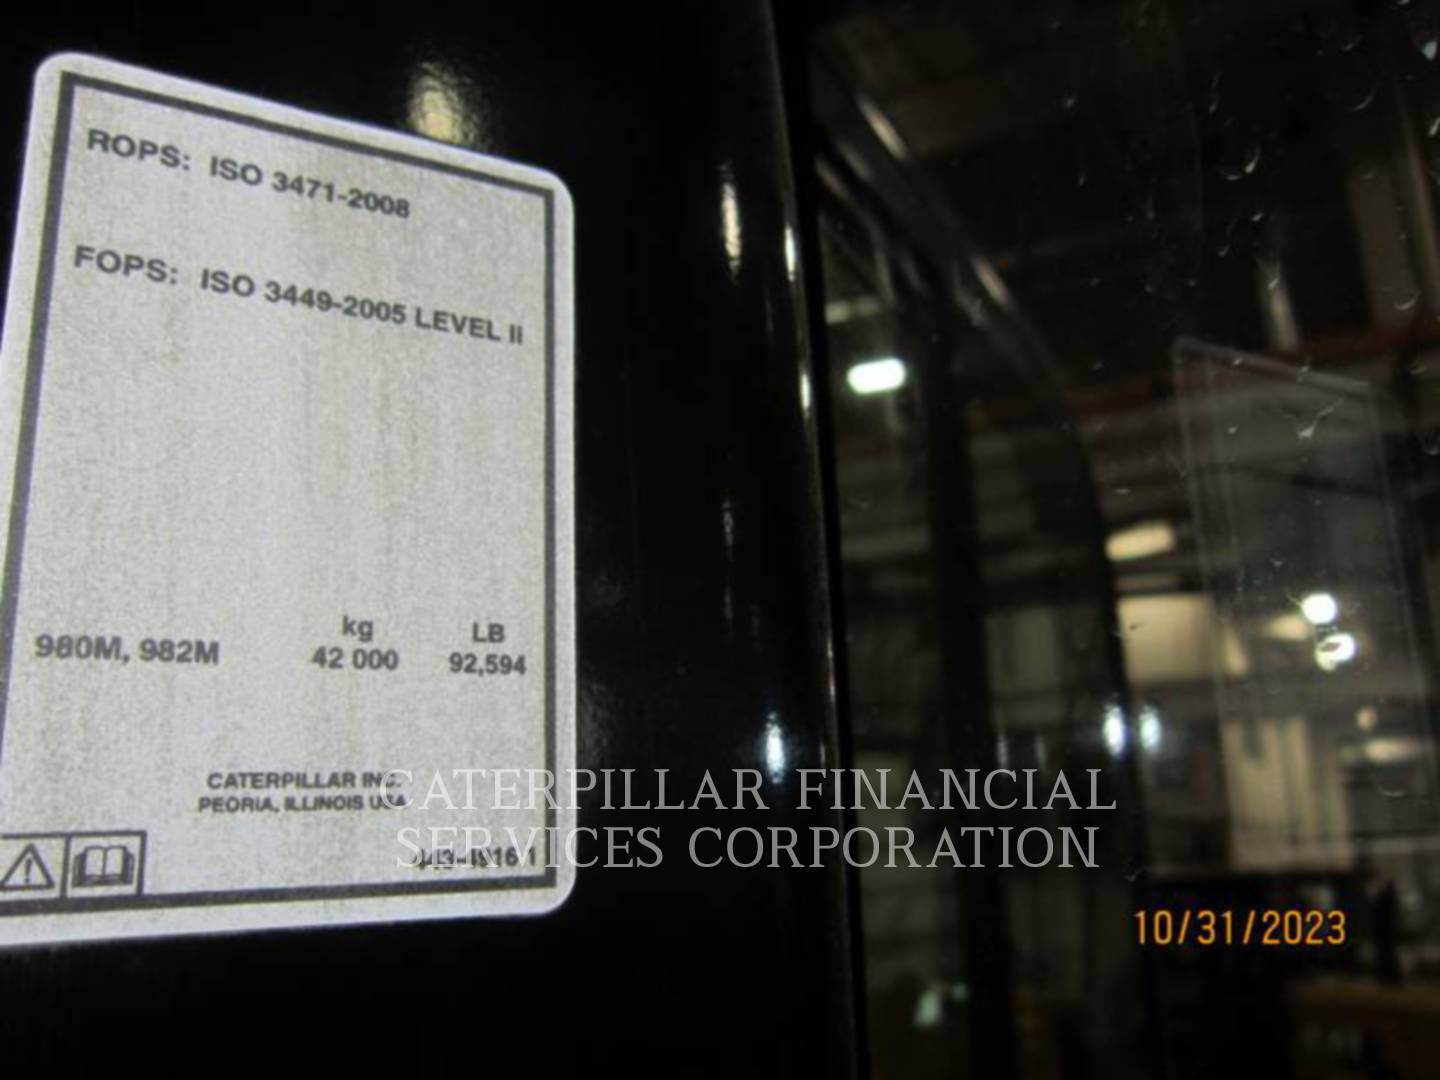 ROPS: ISO 3471-2008
FOPS: ISO 3449-2005 LEVEL II
kg LB
980M, 982M 42 000 92,594
CATERPILLAR INC.
PEORIA, ILLINOIS USA
CATERPILLAR FINANCIAL
SERVICES CORPORATION
10/31/2023